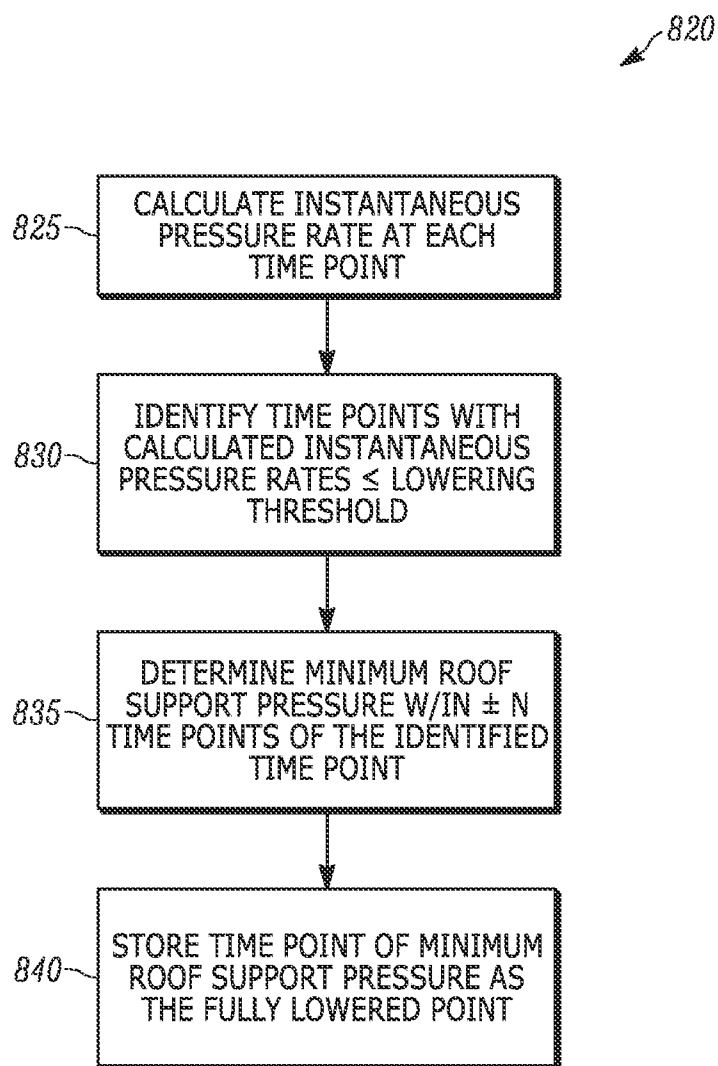 820
825
CALCULATE INSTANTANEOUS
PRESSURE RATE AT EACH
TIME POINT
830
IDENTIFY TIME POINTS WITH
CALCULATED INSTANTANEOUS
PRESSURE RATES ≤ LOWERING
THRESHOLD
835
DETERMINE MINIMUM ROOF
SUPPORT PRESSURE W/IN ± N
TIME POINTS OF THE IDENTIFIED
TIME POINT
840
STORE TIME POINT OF MINIMUM
ROOF SUPPORT PRESSURE AS
THE FULLY LOWERED POINT